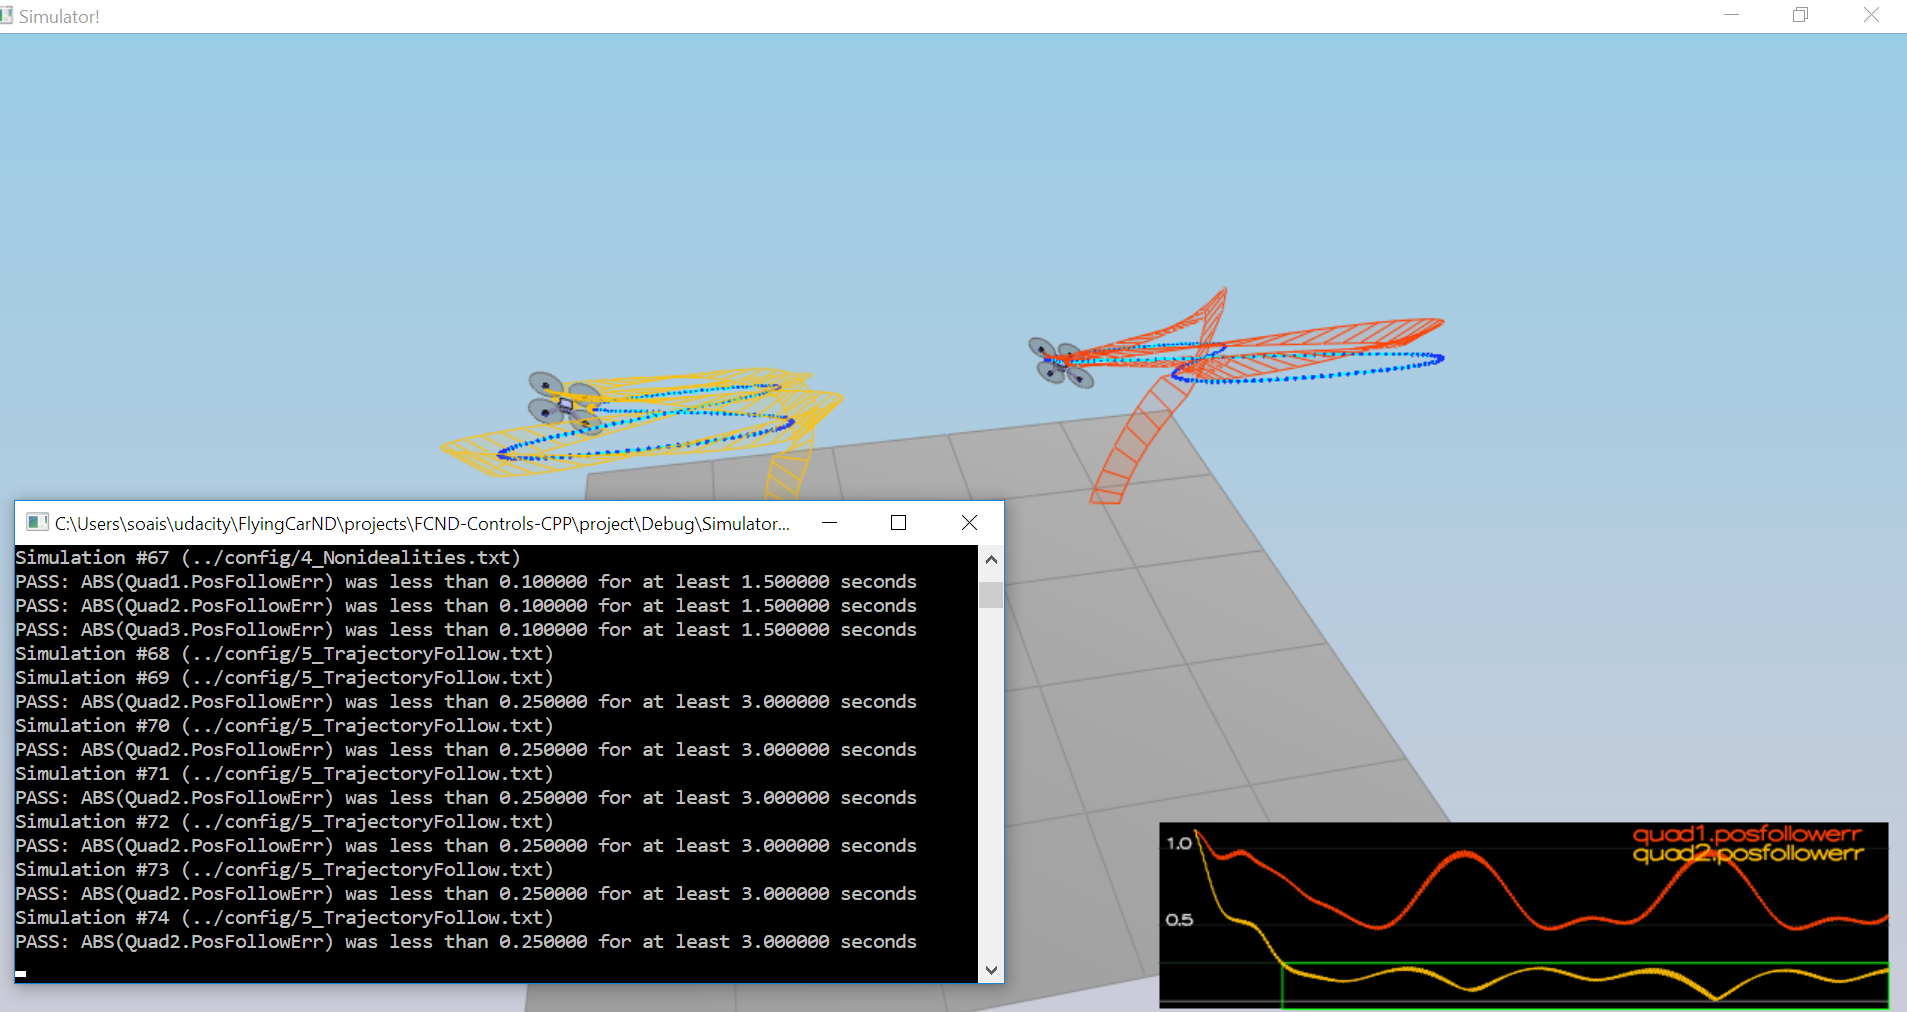 Simulator!
C:\Users\soais\udacity\FlyingCarND\projects\FCND-Controls-CPP\project\Debug\Simulator...
Simulation #67 (../config/4_Nonidealities.txt)
PASS: ABS(Quad1.PosFollowErr) was less than 0.100000 for at least 1.500000 seconds
PASS: ABS(Quad2.PosFollowErr) was less than 0.100000 for at least 1.500000 seconds
PASS: ABS(Quad3.PosFollowErr) was less than 0.100000 for at least 1.500000 seconds
Simulation #68 (../config/5_TrajectoryFollow.txt)
Simulation #69 (../config/5_TrajectoryFollow.txt)
PASS: ABS(Quad2.PosFollowErr) was less than 0.250000 for at least 3.000000 seconds
Simulation #70 (../config/5_TrajectoryFollow.txt)
PASS: ABS(Quad2.PosFollowErr) was less than 0.250000 for at least 3.000000 seconds
Simulation #71 (../config/5_TrajectoryFollow.txt)
PASS: ABS(Quad2.PosFollowErr) was less than 0.250000 for at least 3.000000 seconds
Simulation #72 (../config/5_TrajectoryFollow.txt)
PASS: ABS(Quad2.PosFollowErr) was less than 0.250000 for at least 3.000000 seconds
Simulation #73 (../config/5_TrajectoryFollow.txt)
PASS: ABS(Quad2.PosFollowErr) was less than 0.250000 for at least 3.000000 seconds
Simulation #74 (../config/5_TrajectoryFollow.txt)
PASS: ABS(Quad2.PosFollowErr) was less than 0.250000 for at least 3.000000 seconds
quad1.posfollowerr
quad2.posfollowerr
1.0
0.5